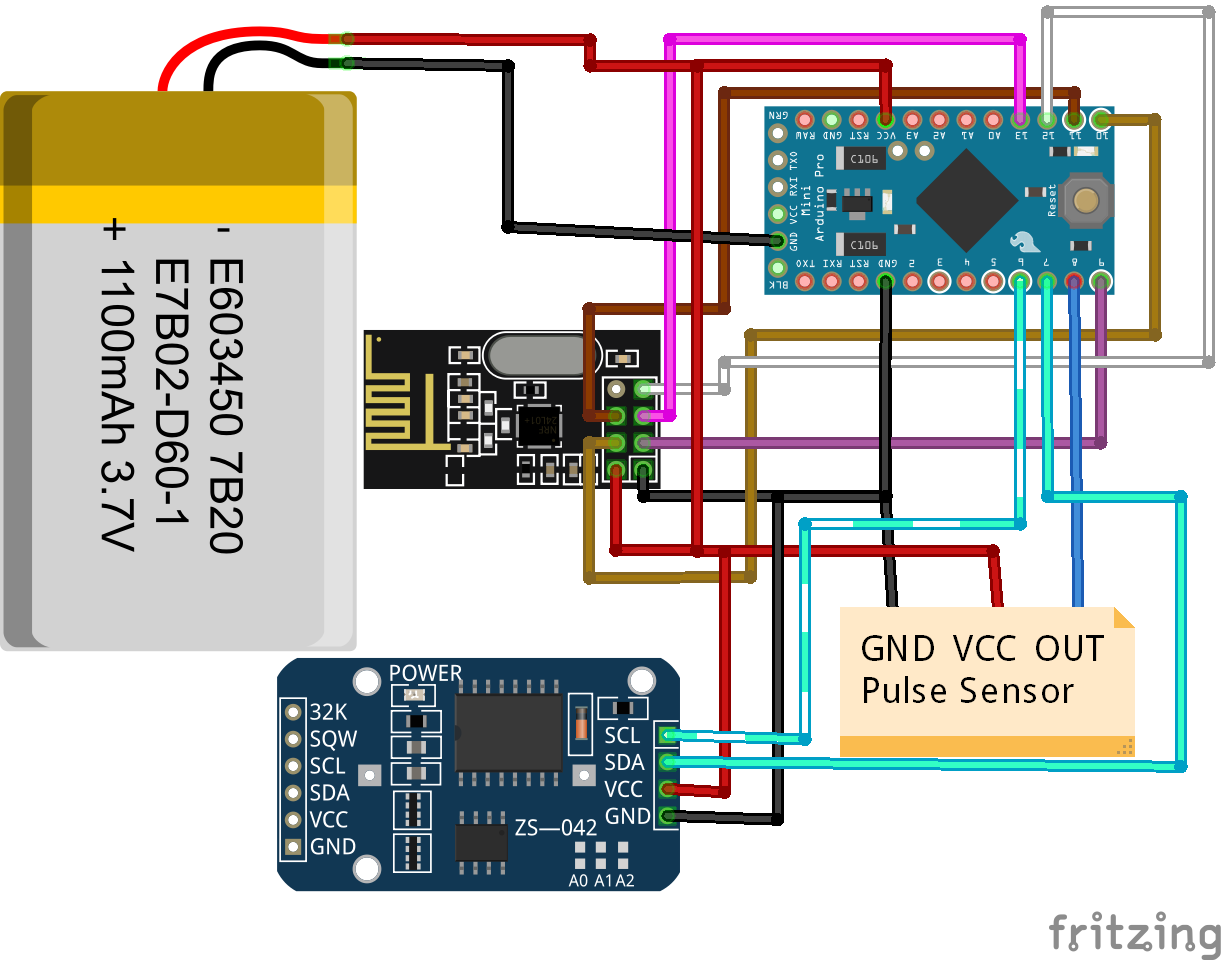 - E603450 7B20
E7B02-D60-1
+ 1100mAh 3.7V
GRN
RAW
GND
RST
VCC
A3
A2
A1
A0
13
12
11
10
TXO
RXI
VCC
GND
BLK
Arduino Pro
Mini
C106
C106
Reset
TXO
RXI
RST
GND
2
3
4
5
6
7
8
9
NRF
24L01+
GND VCC OUT
Pulse Sensor
POWER
32K
SQW
SCL
SDA
VCC
GND
SCL
SDA
VCC
GND
ZS—042
A0 A1 A2
fritzing